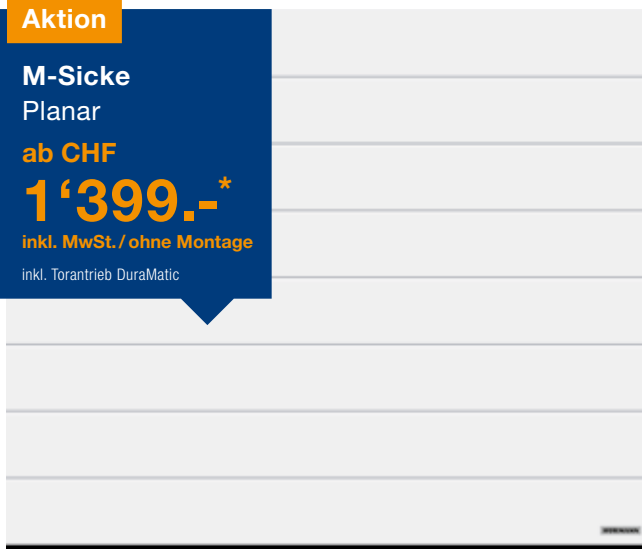 Aktion
M-Sicke
Planar
ab CHF
1‘399.-*
inkl. MwSt./ohne Montage
inkl. Torantrieb DuraMatic